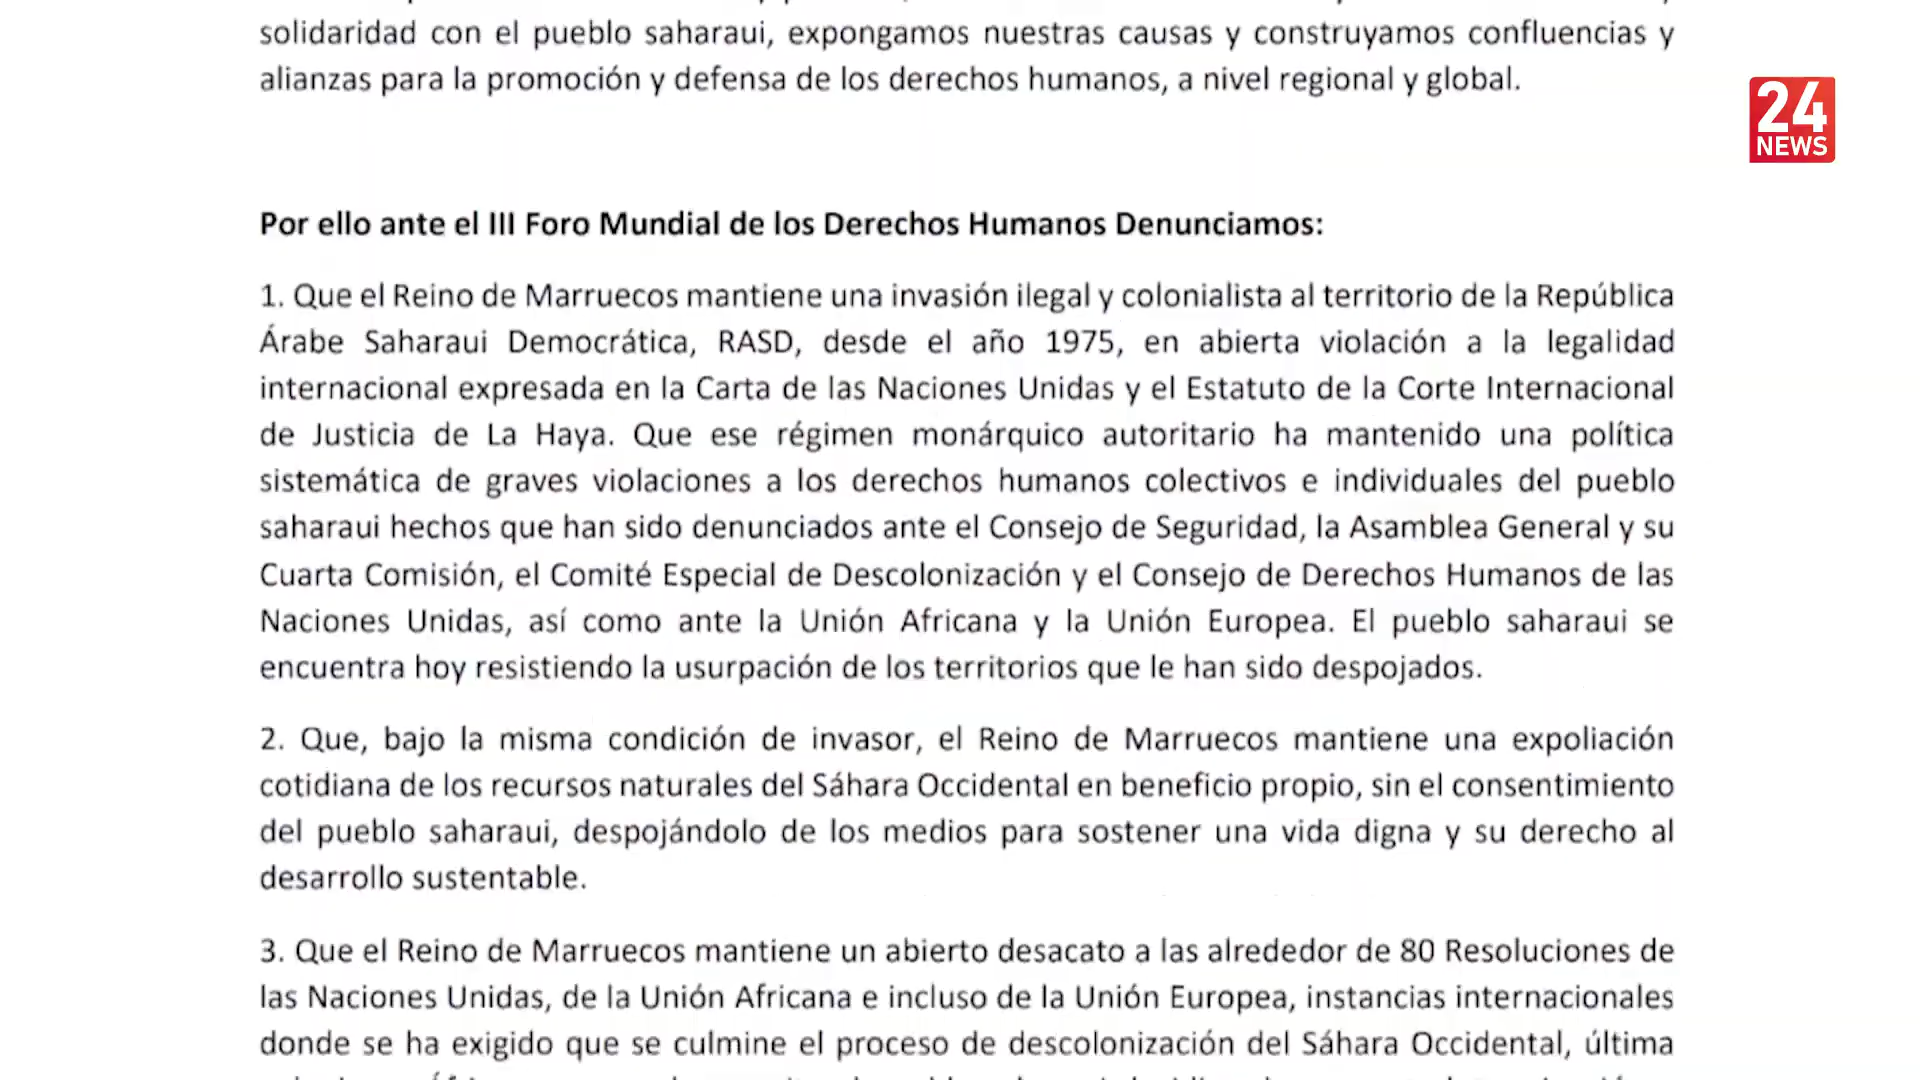 solidaridad con el pueblo saharaui, expongamos nuestras causas y construyamos confluencias y
alianzas para la promoción y defensa de los derechos humanos, a nivel regional y global.
24
NEWS
Por ello ante el III Foro Mundial de los Derechos Humanos Denunciamos:
1. Que el Reino de Marruecos mantiene una invasión ilegal y colonialista al territorio de la República
Árabe Saharaui Democrática, RASD, desde el año 1975, en abierta violación a la legalidad
internacional expresada en la Carta de las Naciones Unidas y el Estatuto de la Corte Internacional
de Justicia de La Haya. Que ese régimen monárquico autoritario ha mantenido una política
sistemática de graves violaciones a los derechos humanos colectivos e individuales del pueblo
saharaui hechos que han sido denunciados ante el Consejo de Seguridad, la Asamblea General y su
Cuarta Comisión, el Comité Especial de Descolonización y el Consejo de Derechos Humanos de las
Naciones Unidas, así como ante la Unión Africana y la Unión Europea. El pueblo saharaui se
encuentra hoy resistiendo la usurpación de los territorios que le han sido despojados.
2. Que, bajo la misma condición de invasor, el Reino de Marruecos mantiene una expoliación
cotidiana de los recursos naturales del Sáhara Occidental en beneficio propio, sin el consentimiento
del pueblo saharaui, despojándolo de los medios para sostener una vida digna y su derecho al
desarrollo sustentable.
3. Que el Reino de Marruecos mantiene un abierto desacato a las alrededor de 80 Resoluciones de
las Naciones Unidas, de la Unión Africana e incluso de la Unión Europea, instancias internacionales
donde se ha exigido que se culmine el proceso de descolonización del Sáhara Occidental, última